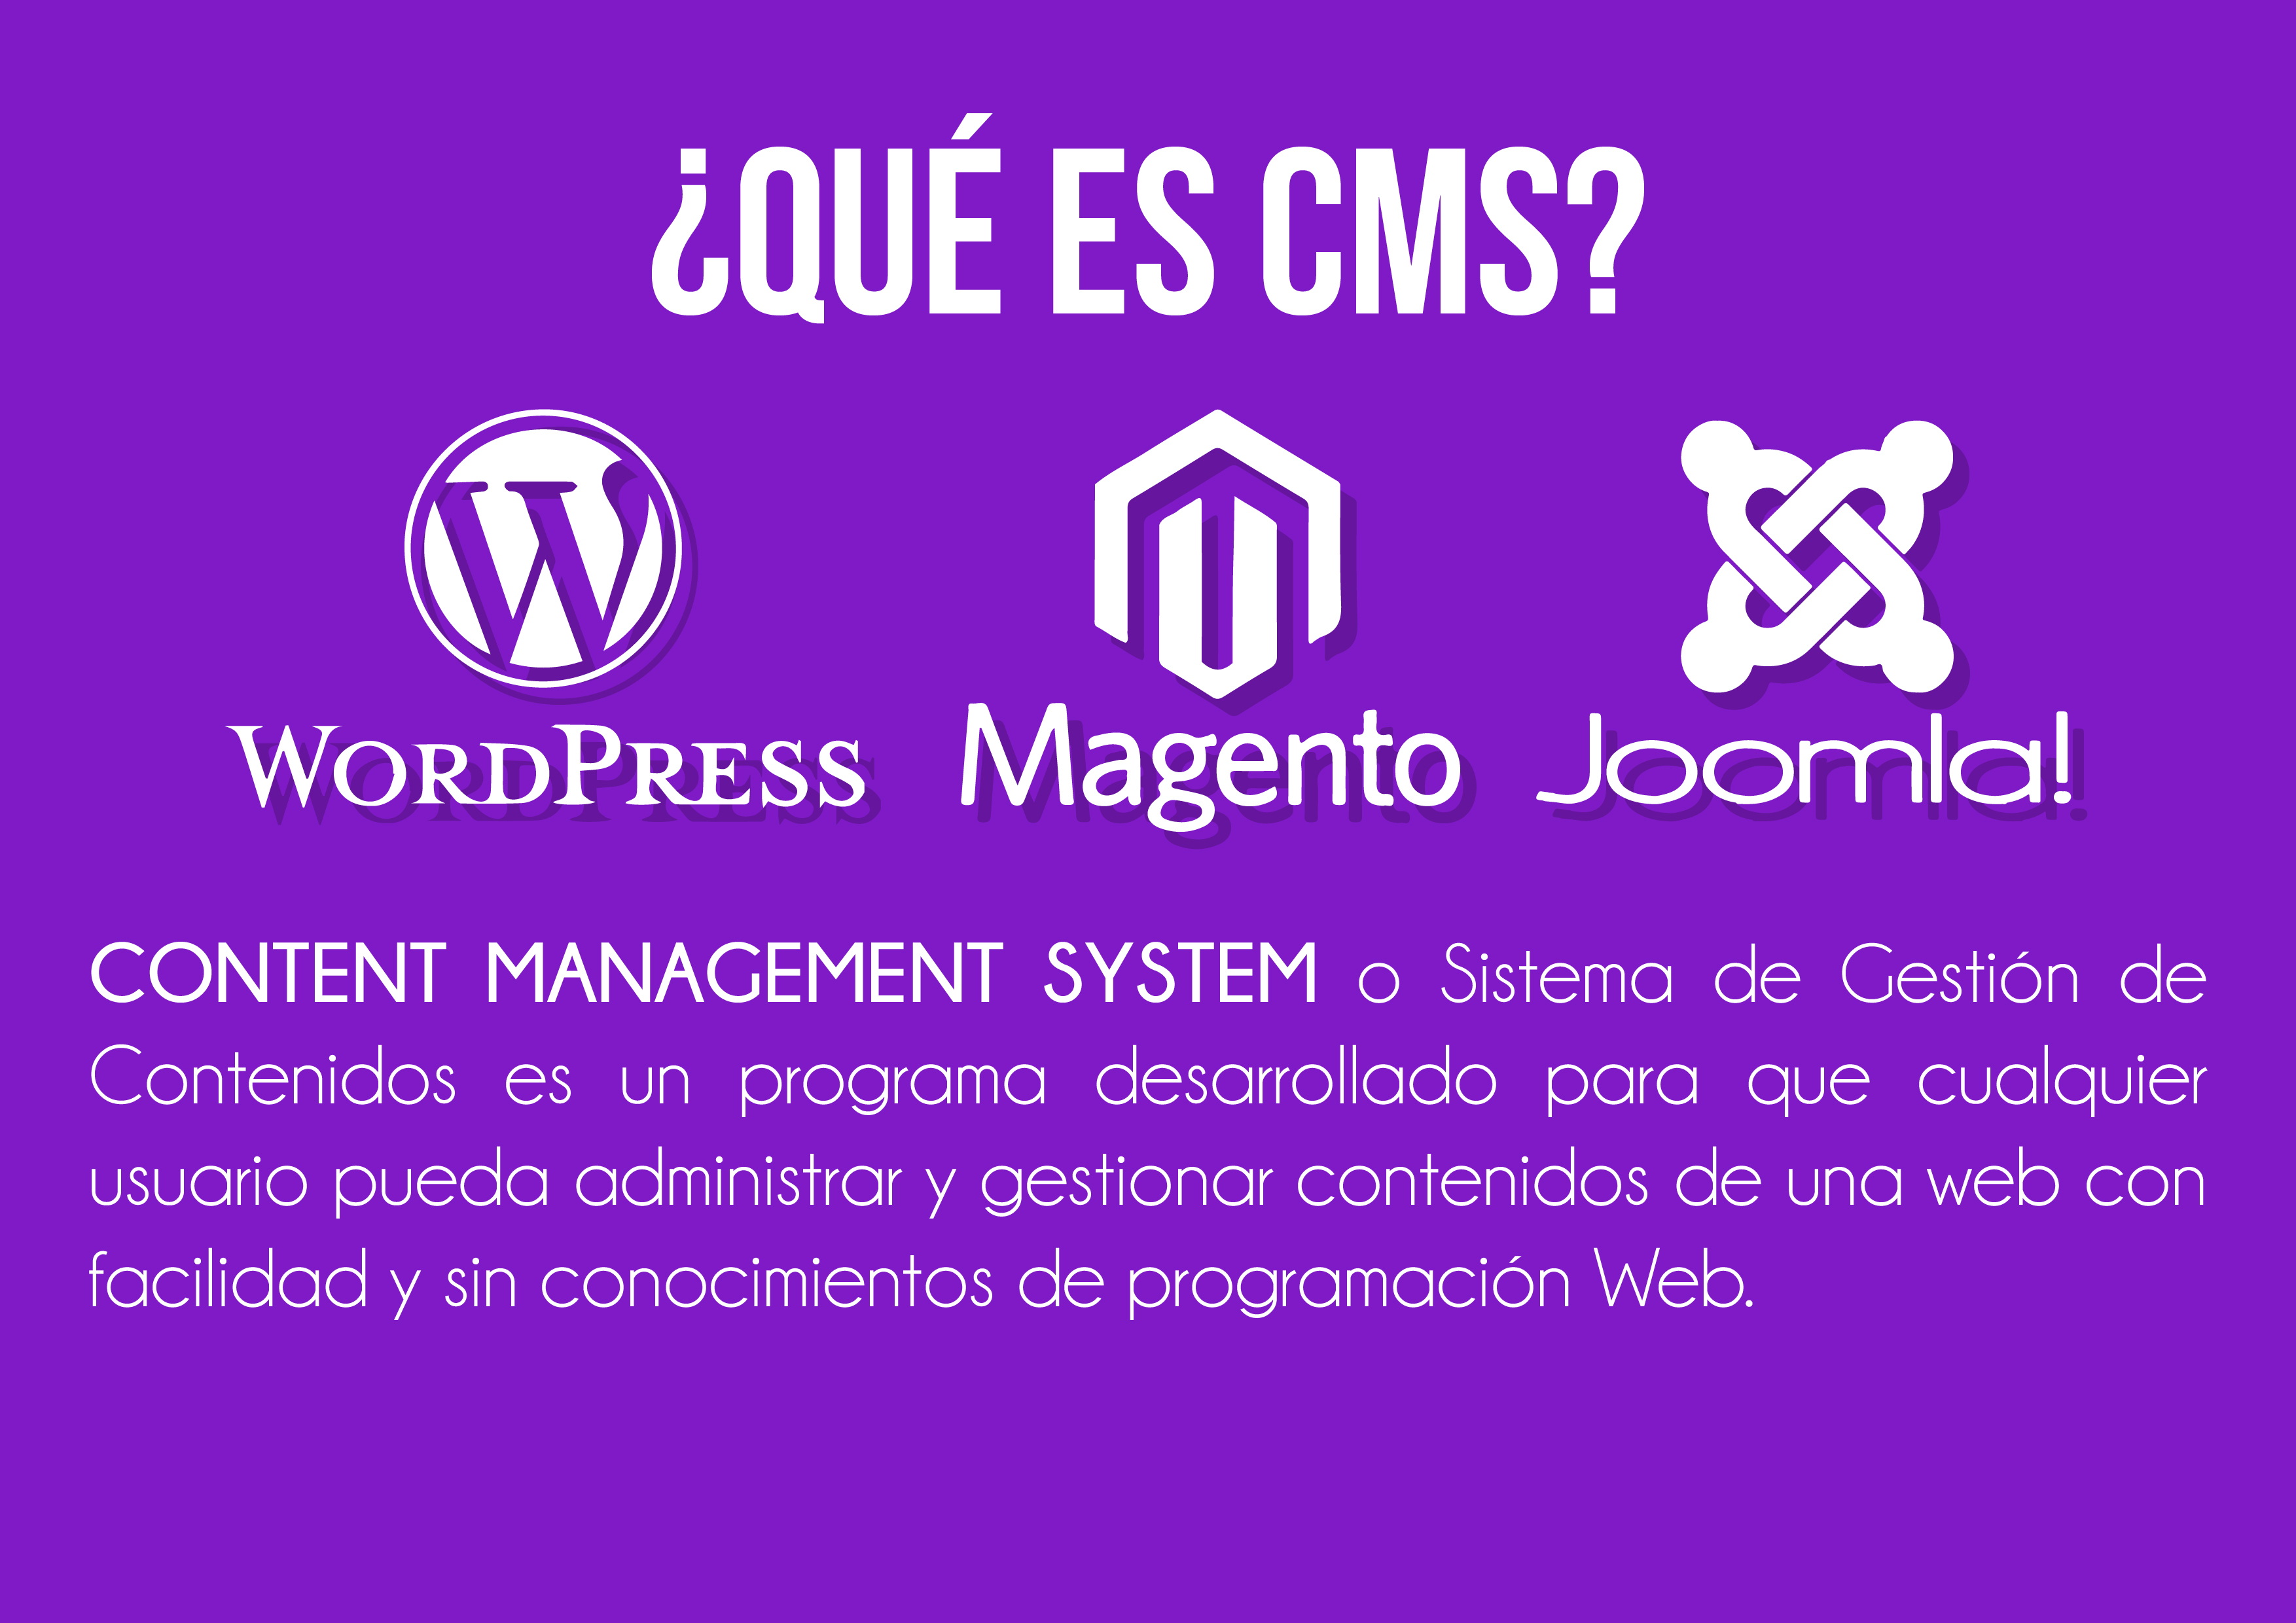 ¿QUÉ ES CMS?
WORDPRESS Magento Joomla!
CONTENT MANAGEMENT SYSTEM o Sistema de Gestión de
Contenidos es un programa desarrollado para que cualquier
usuario pueda administrar y gestionar contenidos de una web con
facilidad y sin conocimientos de programación Web.